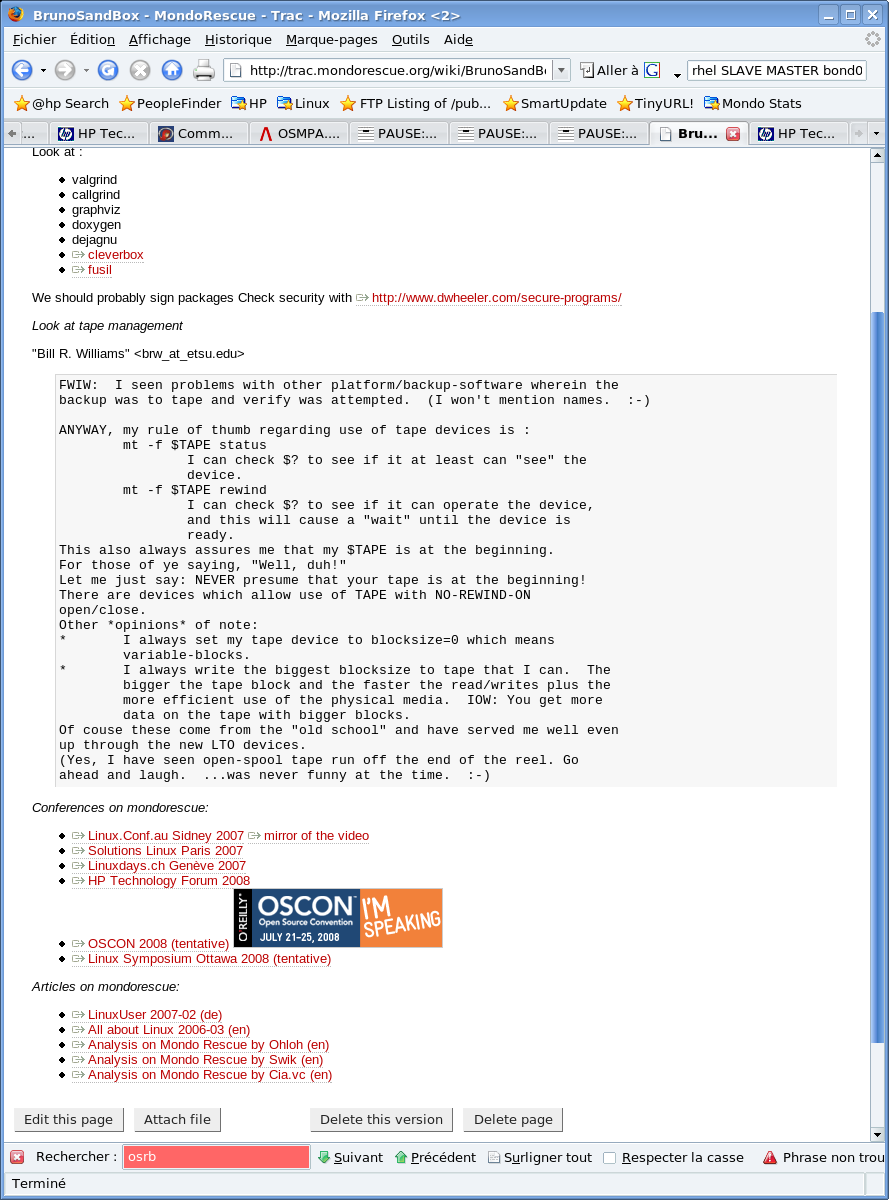 BrunoSandBox - MondoRescue - Trac - Mozilla Firefox <2>
Fichier Édition Affichage Historique Marque-pages Outils Aide
http://trac.mondorescue.org/wiki/BrunoSandB Aller à G rhel SLAVE MASTER bond0
@hp Search PeopleFinder HP Linux FTP Listing of /pub... SmartUpdate TinyURL! Mondo Stats
... HP Tec... Comm... OSMPA.... PAUSE:... PAUSE:... PAUSE:... Bru... HP Tec...
Look at :
valgrind
callgrind
graphviz
doxygen
dejagnu
cleverbox
fusil
We should probably sign packages Check security with http://www.dwheeler.com/secure-programs/
Look at tape management
"Bill R. Williams" <brw_at_etsu.edu>
FWIW:  I seen problems with other platform/backup-software wherein the
backup was to tape and verify was attempted.  (I won't mention names.  :-)
ANYWAY, my rule of thumb regarding use of tape devices is :
mt -f $TAPE status
I can check $? to see if it at least can "see" the
device.
mt -f $TAPE rewind
I can check $? to see if it can operate the device,
and this will cause a "wait" until the device is
ready.
This also always assures me that my $TAPE is at the beginning.
For those of ye saying, "Well, duh!"
Let me just say: NEVER presume that your tape is at the beginning!
There are devices which allow use of TAPE with NO-REWIND-ON
open/close.
Other *opinions* of note:
* I always set my tape device to blocksize=0 which means
variable-blocks.
* I always write the biggest blocksize to tape that I can.  The
bigger the tape block and the faster the read/writes plus the
more efficient use of the physical media.  IOW: You get more
data on the tape with bigger blocks.
Of couse these come from the "old school" and have served me well even
up through the new LTO devices.
(Yes, I have seen open-spool tape run off the end of the reel. Go
ahead and laugh.  ...was never funny at the time.  :-)
Conferences on mondorescue:
Linux.Conf.au Sidney 2007 mirror of the video
Solutions Linux Paris 2007
Linuxdays.ch Genève 2007
HP Technology Forum 2008
O'REILLY OSCON™ Open Source Convention JULY 21–25, 2008 I'M SPEAKING
OSCON 2008 (tentative)
Linux Symposium Ottawa 2008 (tentative)
Articles on mondorescue:
LinuxUser 2007-02 (de)
All about Linux 2006-03 (en)
Analysis on Mondo Rescue by Ohloh (en)
Analysis on Mondo Rescue by Swik (en)
Analysis on Mondo Rescue by Cia.vc (en)
Edit this page Attach file Delete this version Delete page
Rechercher : osrb Suivant Précédent Surligner tout Respecter la casse Phrase non trou
Terminé